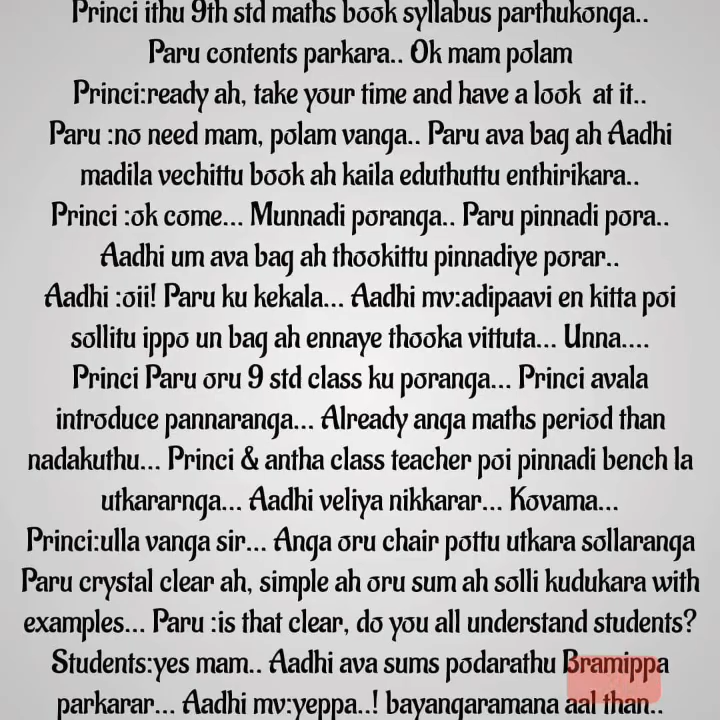 Princi ithu 9th std maths book syllabus parthukonga..
Paru contents parkara.. Ok mam polam
Princi:ready ah, take your time and have a look at it..
Paru :no need mam, polam vanga.. Paru ava bag ah Aadhi
madila vechittu book ah kaila eduthuttu enthirikara..
Princi :ok come... Munnadi poranga.. Paru pinnadi pora..
Aadhi um ava bag ah thookittu pinnadiye porar..
Aadhi :oii! Paru ku kekala... Aadhi mv:adipaavi en kitta poi
sollitu ippo un bag ah ennaye thooka vittuta... Unna....
Princi Paru oru 9 std class ku poranga... Princi avala
introduce pannaranga... Already anga maths period than
nadakuthu... Princi & antha class teacher poi pinnadi bench la
utkararnga... Aadhi veliya nikkarar... Kovama...
Princi:ulla vanga sir... Anga oru chair pottu utkara sollaranga
Paru crystal clear ah, simple ah oru sum ah solli kudukara with
examples... Paru :is that clear, do you all understand students?
Students:yes mam.. Aadhi ava sums podarathu Bramippa
parkarar... Aadhi mv:yeppa..! bayangaramana aal than..